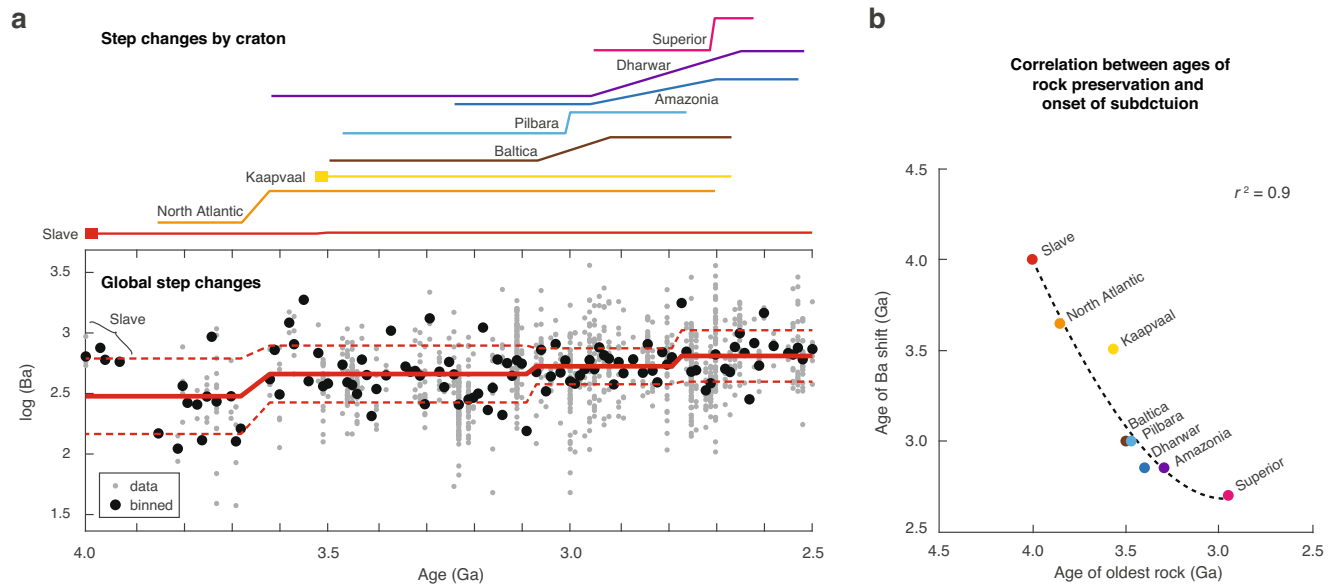 a
Step changes by craton
Superior
Dharwar
Amazonia
Pilbara
Baltica
Kaapvaal
North Atlantic
Slave
Global step changes
Slave
log (Ba)
3.5
3
2.5
2
1.5
data
binned
4.0
3.5
3.0
2.5
Age (Ga)
b
Correlation between ages of
rock preservation and
onset of subdctuion
r² = 0.9
Age of Ba shift (Ga)
4.5
4.0
3.5
3.0
2.5
Slave
North Atlantic
Kaapvaal
Baltica
Pilbara
Dharwar
Amazonia
Superior
4.5
4.0
3.5
3.0
2.5
Age of oldest rock (Ga)